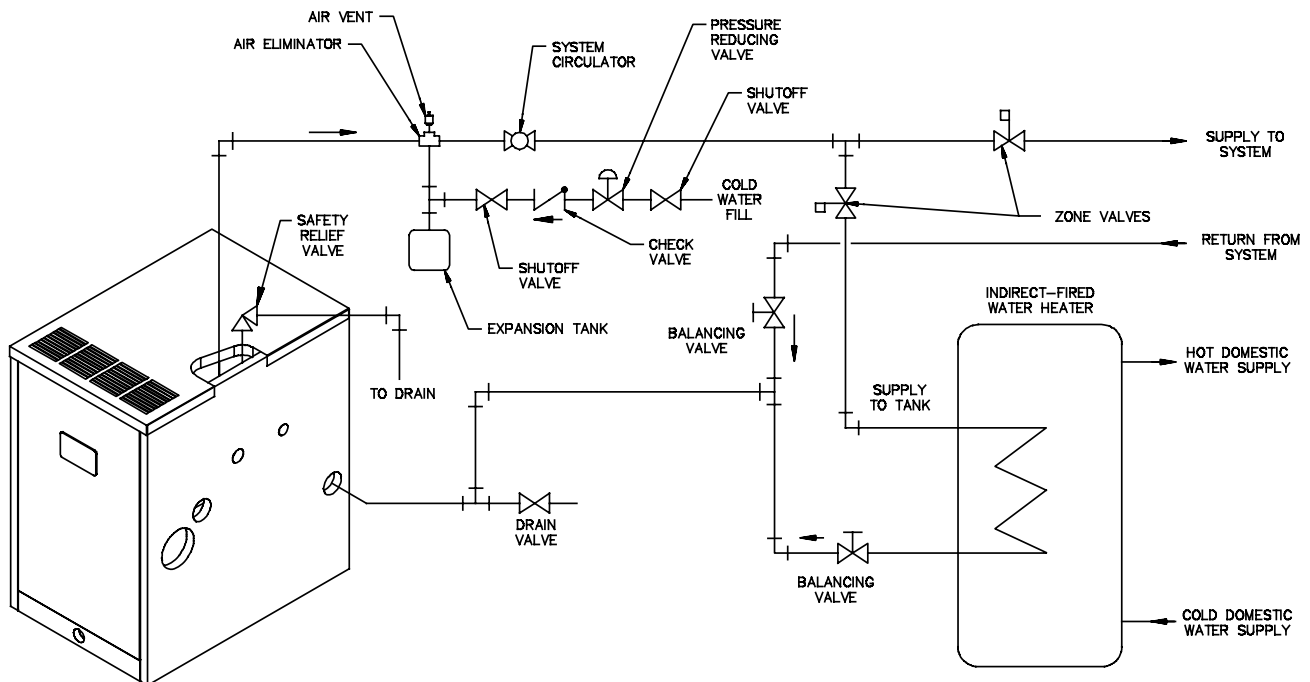 AIR VENT
AIR ELIMINATOR
SYSTEM
CIRCULATOR
PRESSURE
REDUCING
VALVE
SHUTOFF
VALVE
SUPPLY TO
SYSTEM
COLD
WATER
FILL
ZONE VALVES
SAFETY
RELIEF
VALVE
SHUTOFF
VALVE
CHECK
VALVE
RETURN FROM
SYSTEM
EXPANSION TANK
INDIRECT-FIRED
WATER HEATER
BALANCING
VALVE
HOT DOMESTIC
WATER SUPPLY
TO DRAIN
SUPPLY
TO TANK
DRAIN
VALVE
BALANCING
VALVE
COLD DOMESTIC
WATER SUPPLY